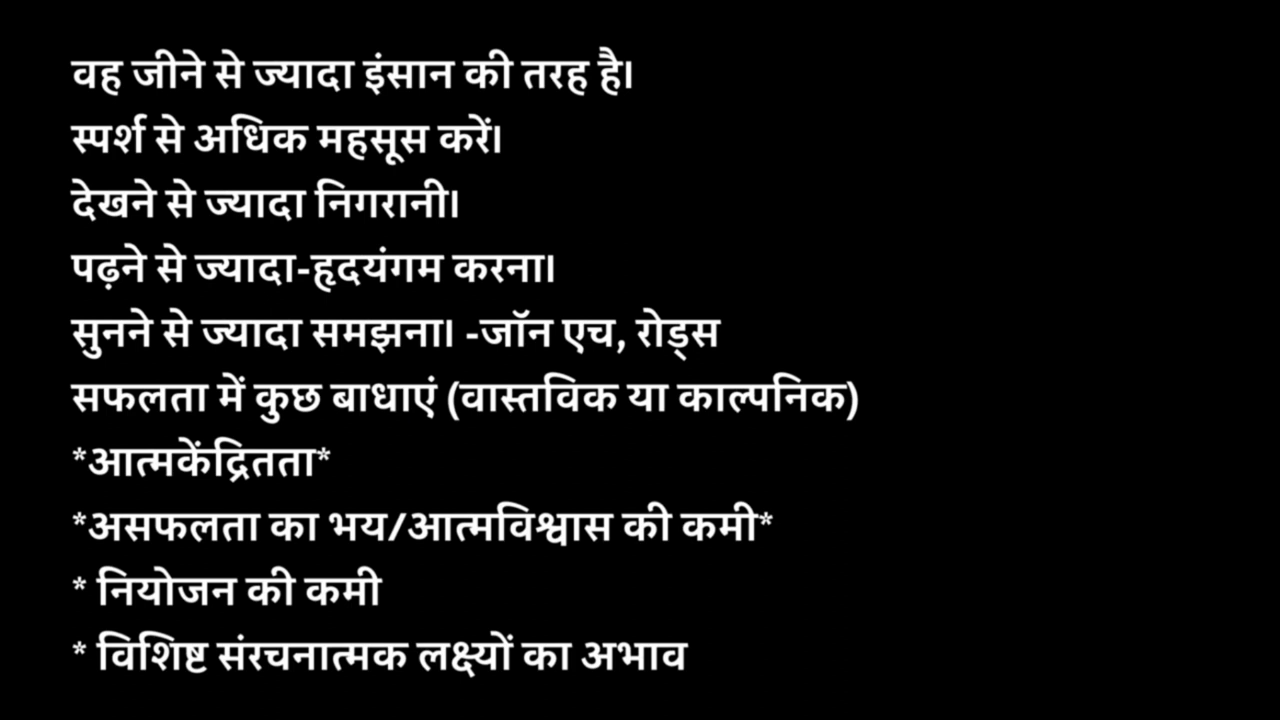 वह जीने से ज्यादा इंसान की तरह है।
स्पर्श से अधिक महसूस करें।
देखने से ज्यादा निगरानी।
पढ़ने से ज्यादा-हृदयंगम करना।
सुनने से ज्यादा समझना। -जॉन एच, रोड्स
सफलता में कुछ बाधाएं (वास्तविक या काल्पनिक)
*आत्मकेंद्रितता*
*असफलता का भय/आत्मविश्वास की कमी*
* नियोजन की कमी
* विशिष्ट संरचनात्मक लक्ष्यों का अभाव